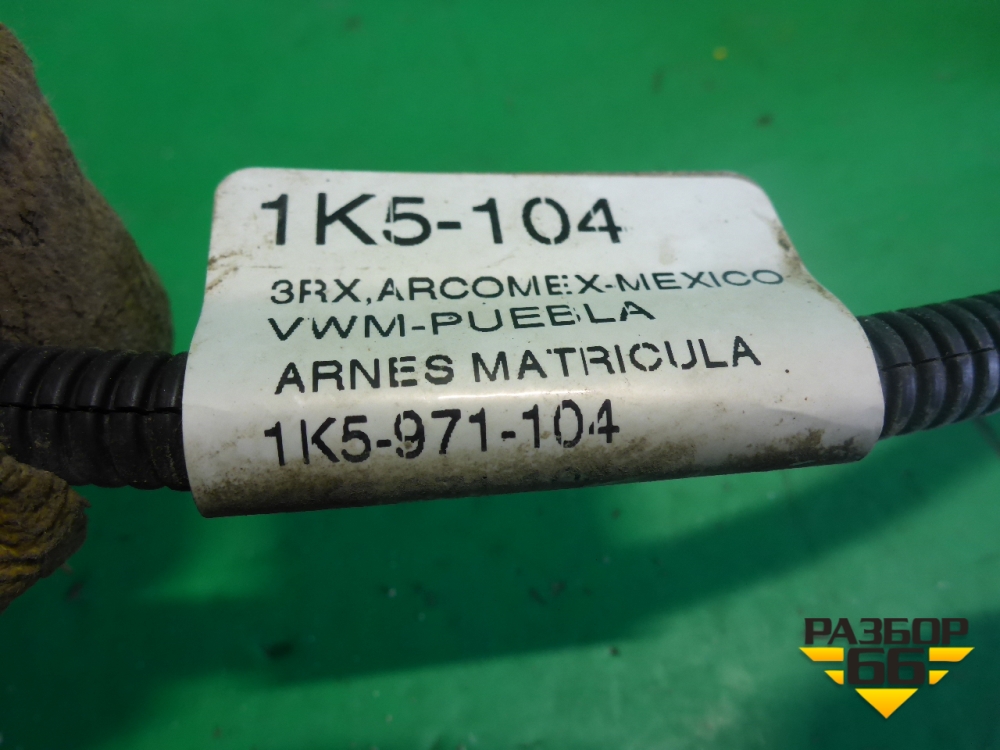 1K5-104
3RX,ARCOMEX-MEXICO
VWM-PUEBLA
ARNES MATRICULA
1K5-971-104
РАЗБОР
66